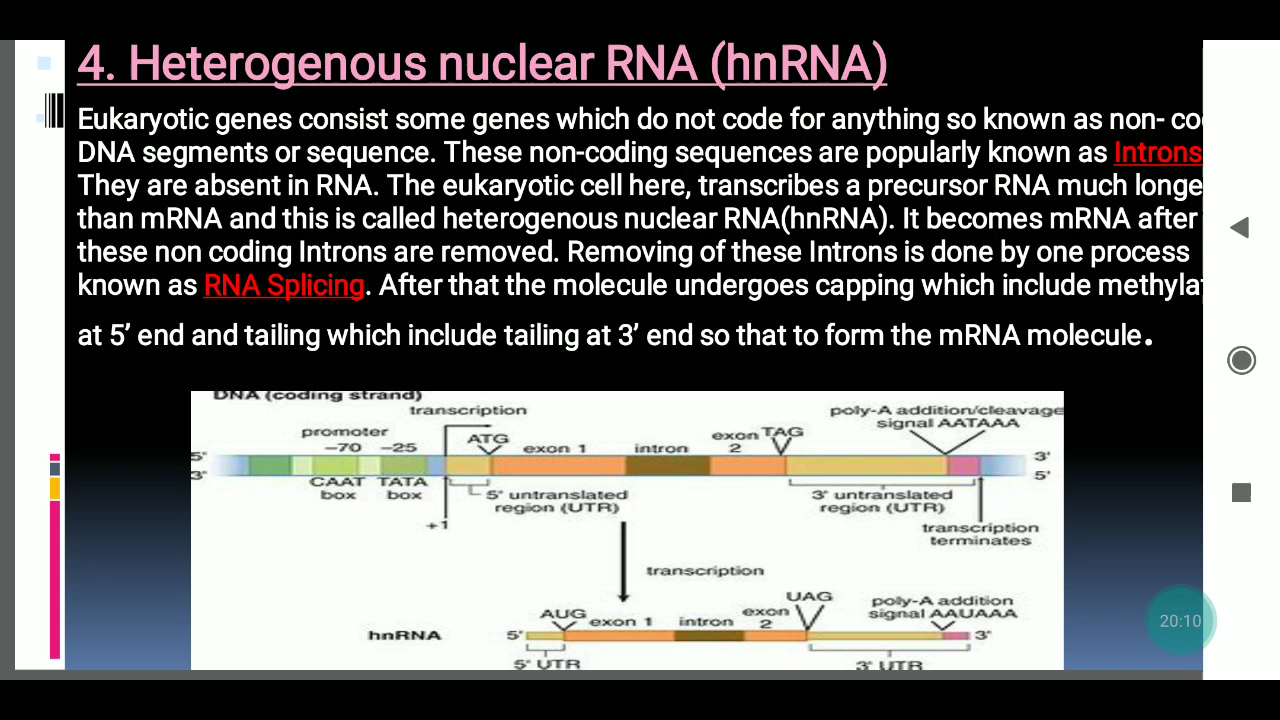 4. Heterogenous nuclear RNA (hnRNA)
Eukaryotic genes consist some genes which do not code for anything so known as non- co
DNA segments or sequence. These non-coding sequences are popularly known as Introns
They are absent in RNA. The eukaryotic cell here, transcribes a precursor RNA much longe
than mRNA and this is called heterogenous nuclear RNA(hnRNA). It becomes mRNA after
these non coding Introns are removed. Removing of these Introns is done by one process
known as RNA Splicing. After that the molecule undergoes capping which include methyla
at 5’ end and tailing which include tailing at 3’ end so that to form the mRNA molecule.
DNA (coding strand)
transcription
poly-A addition/cleavage
signal AATAAA
promoter
–70 –25
ATG
exon 1
intron
exon
2
TAG
5'
3'
3'
5'
CAAT
box
TATA
box
+1
5' untranslated
region (UTR)
3' untranslated
region (UTR)
transcription
terminates
transcription
hnRNA
5'
AUG
exon 1
intron
exon
2
UAG
poly-A addition
signal AAUAAA
3'
5' UTR
3' UTR
20:10